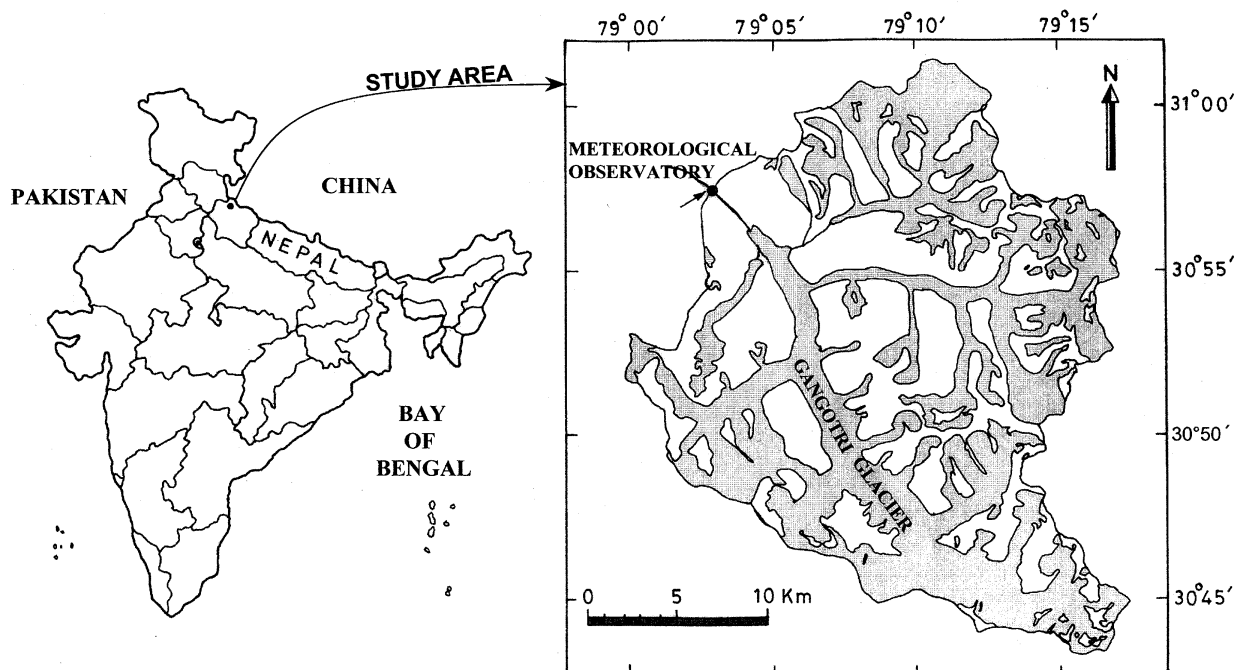 79° 00′ 79° 05′ 79° 10′ 79° 15′
STUDY AREA
N
31° 00′
METEOROLOGICAL
OBSERVATORY
PAKISTAN
CHINA
NEPAL
30° 55′
GANGOTRI GLACIER
BAY
OF
BENGAL
30° 50′
0 5 10 Km
30° 45′